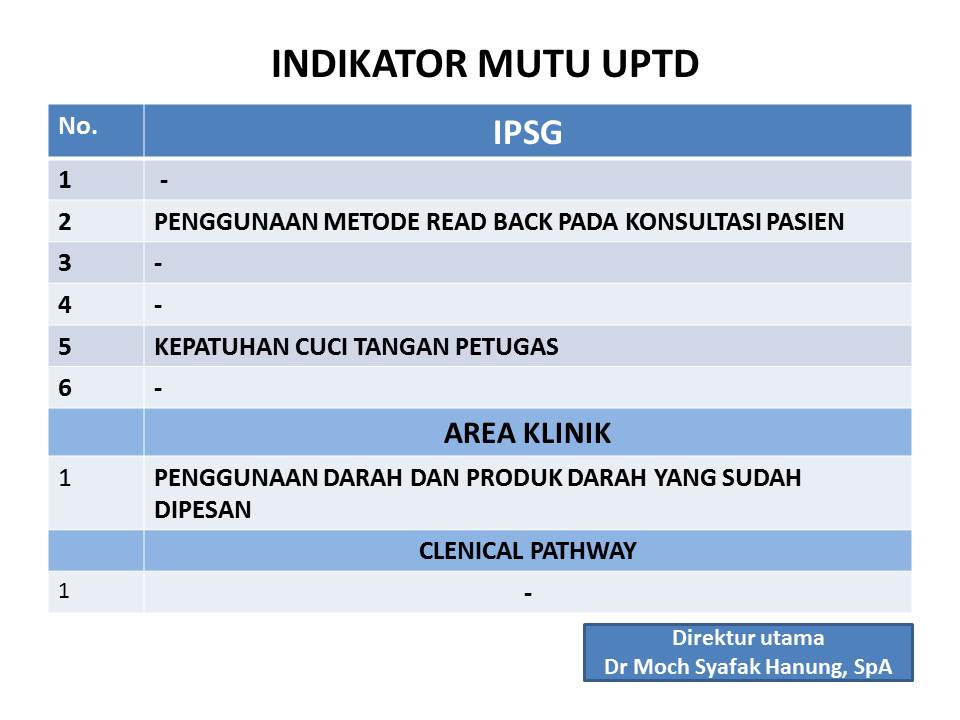 INDIKATOR MUTU UPTD
No. IPSG
1 -
2 PENGGUNAAN METODE READ BACK PADA KONSULTASI PASIEN
3 -
4 -
5 KEPATUHAN CUCI TANGAN PETUGAS
6 -
AREA KLINIK
1 PENGGUNAAN DARAH DAN PRODUK DARAH YANG SUDAH
DIPESAN
CLENICAL PATHWAY
1 -
Direktur utama
Dr Moch Syafak Hanung, SpA